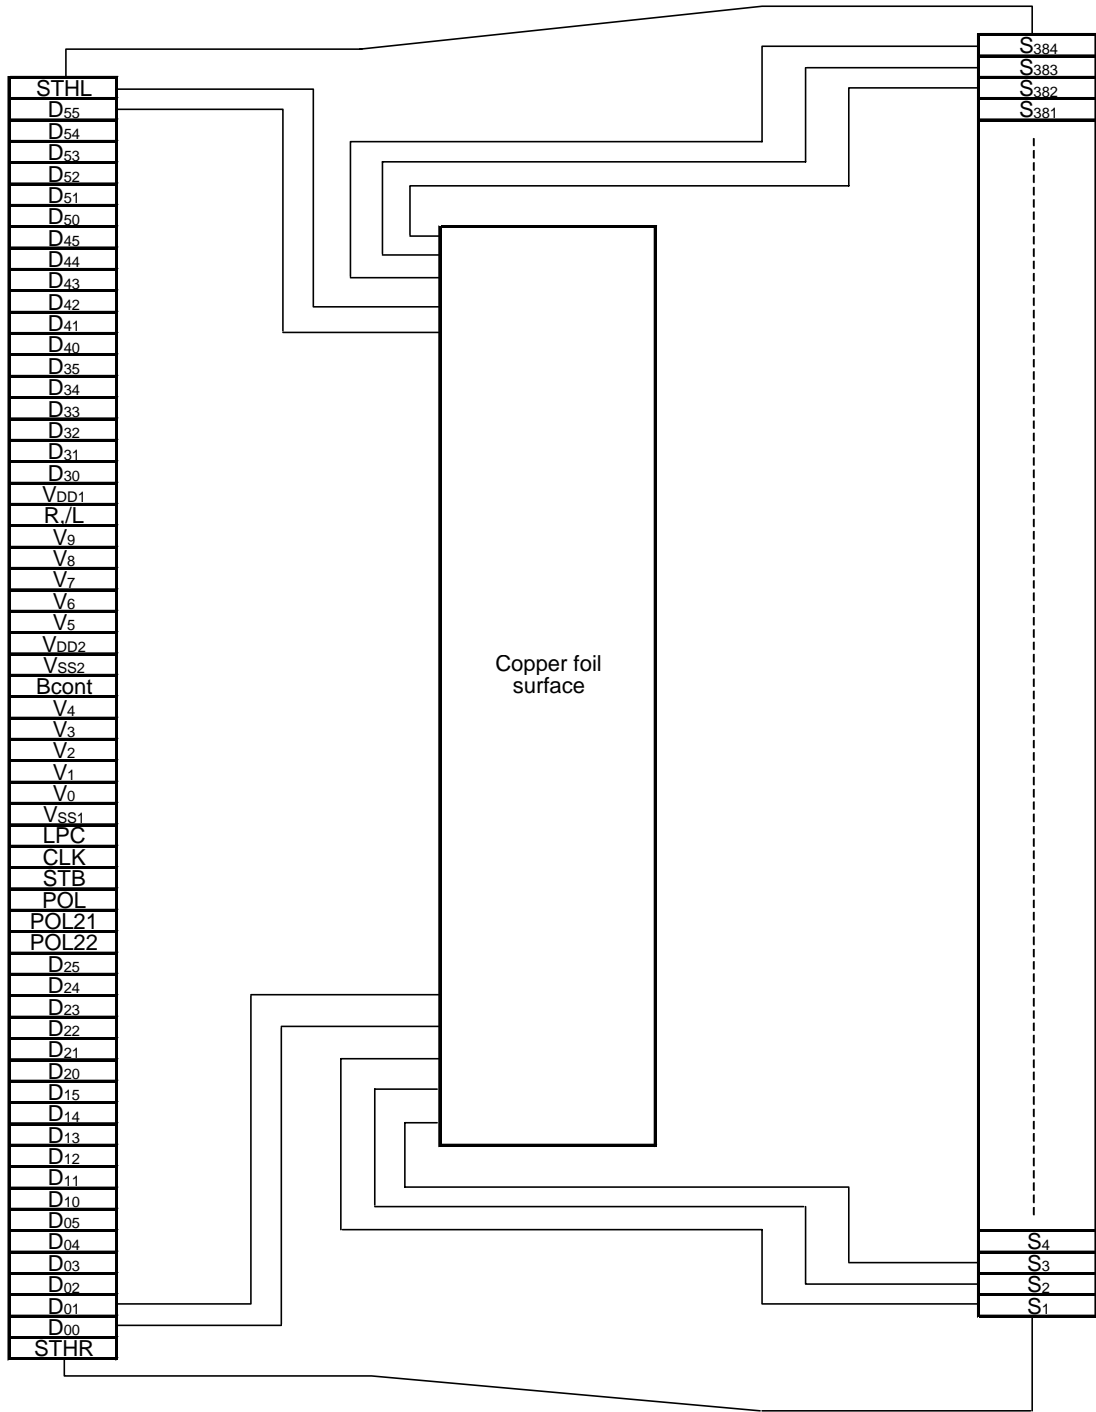 STHL
D55
D54
D53
D52
D51
D50
D45
D44
D43
D42
D41
D40
D35
D34
D33
D32
D31
D30
VDD1
R,/L
V9
V8
V7
V6
V5
VDD2
VSS2
Bcont
V4
V3
V2
V1
V0
VSS1
LPC
CLK
STB
POL
POL21
POL22
D25
D24
D23
D22
D21
D20
D15
D14
D13
D12
D11
D10
D05
D04
D03
D02
D01
D00
STHR
Copper foil
surface
S384
S383
S382
S381
S4
S3
S2
S1